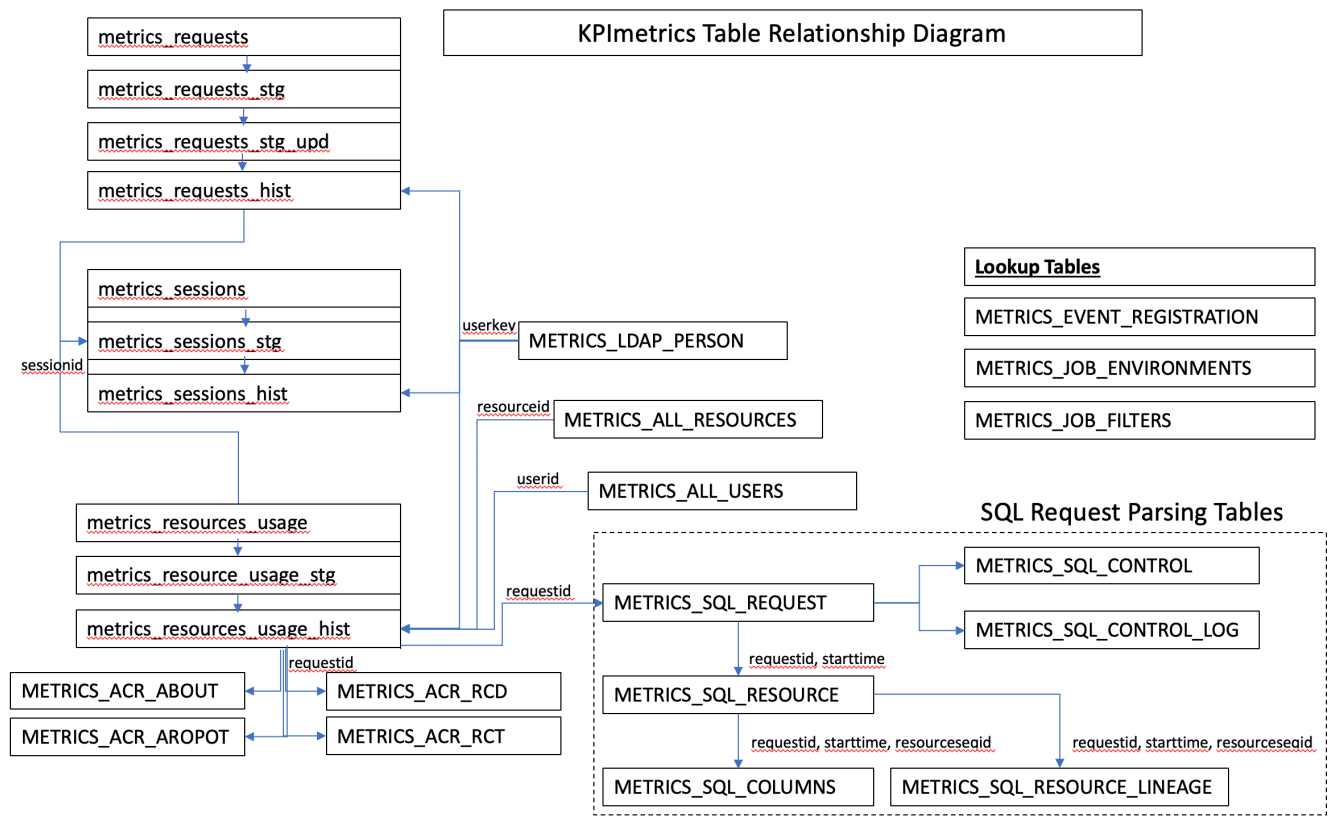 KPImetrics Table Relationship Diagram
metrics_requests
metrics_requests_stg
metrics_requests_stg_upd
metrics_requests_hist
metrics_sessions
metrics_sessions_stg
metrics_sessions_hist
sessionid
userkey
METRICS_LDAP_PERSON
resourceid
METRICS_ALL_RESOURCES
userid
METRICS_ALL_USERS
Lookup Tables
METRICS_EVENT_REGISTRATION
METRICS_JOB_ENVIRONMENTS
METRICS_JOB_FILTERS
metrics_resources_usage
metrics_resource_usage_stg
metrics_resources_usage_hist
requestid
METRICS_ACR_ABOUT
METRICS_ACR_RCD
METRICS_ACR_AROPOT
METRICS_ACR_RCT
SQL Request Parsing Tables
requestid
METRICS_SQL_REQUEST
METRICS_SQL_CONTROL
METRICS_SQL_CONTROL_LOG
requestid, starttime
METRICS_SQL_RESOURCE
requestid, starttime, resourceseqid
requestid, starttime, resourceseqid
METRICS_SQL_COLUMNS
METRICS_SQL_RESOURCE_LINEAGE